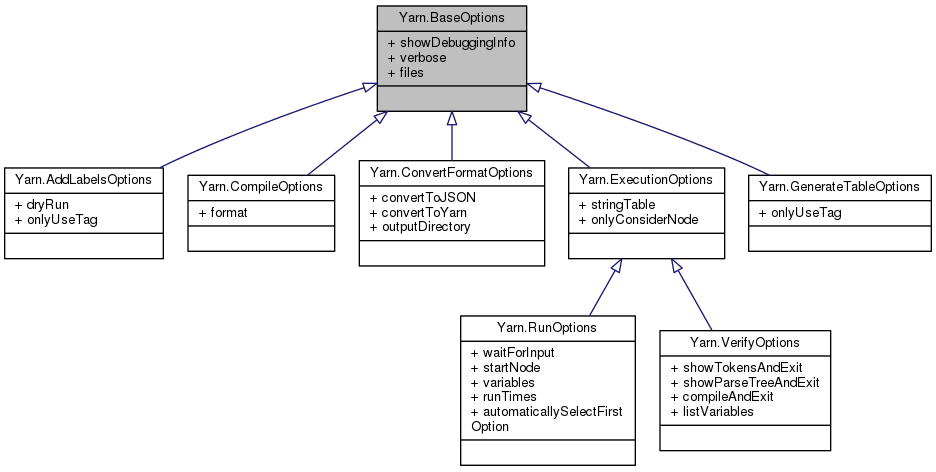 Yarn.BaseOptions
+ showDebuggingInfo
+ verbose
+ files
Yarn.AddLabelsOptions
+ dryRun
+ onlyUseTag
Yarn.CompileOptions
+ format
Yarn.ConvertFormatOptions
+ convertToJSON
+ convertToYarn
+ outputDirectory
Yarn.ExecutionOptions
+ stringTable
+ onlyConsiderNode
Yarn.GenerateTableOptions
+ onlyUseTag
Yarn.RunOptions
+ waitForInput
+ startNode
+ variables
+ runTimes
+ automaticallySelectFirst
Option
Yarn.VerifyOptions
+ showTokensAndExit
+ showParseTreeAndExit
+ compileAndExit
+ listVariables